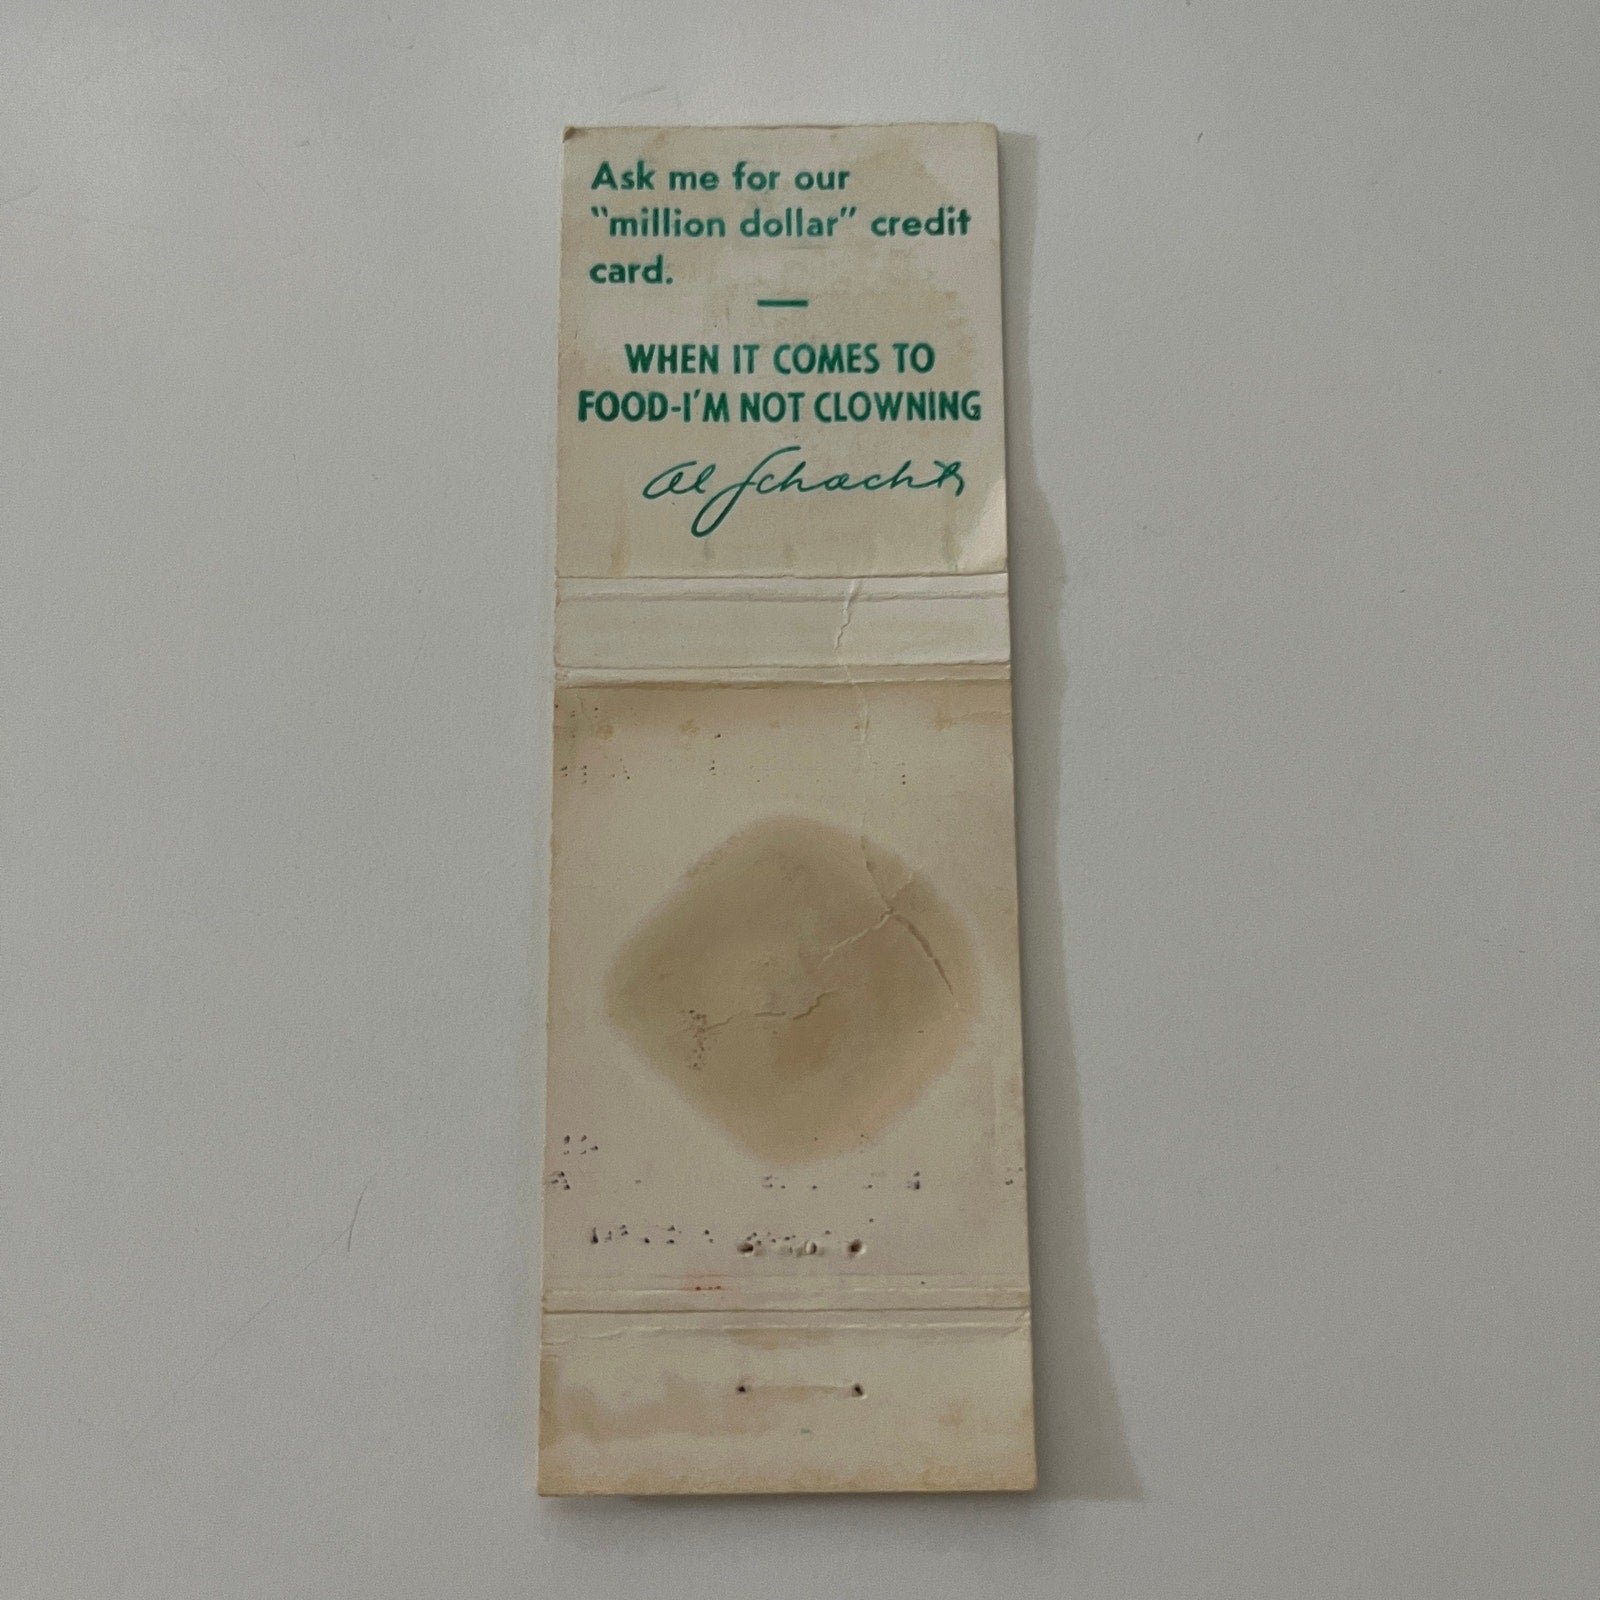 Ask me for our
"million dollar" credit
card.
WHEN IT COMES TO
FOOD-I'M NOT CLOWNING
Al Schacht